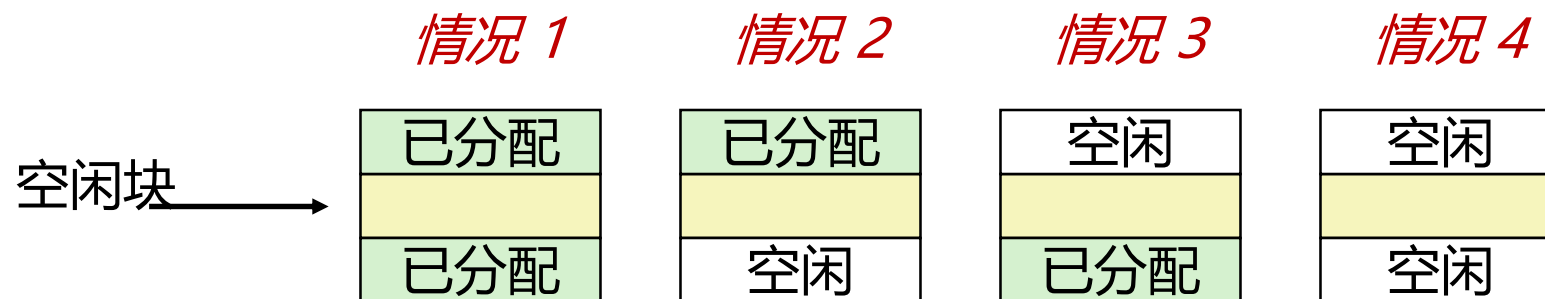 情况 1 情况 2 情况 3 情况 4
已分配 已分配 空闲 空闲
空闲块
已分配 空闲 已分配 空闲